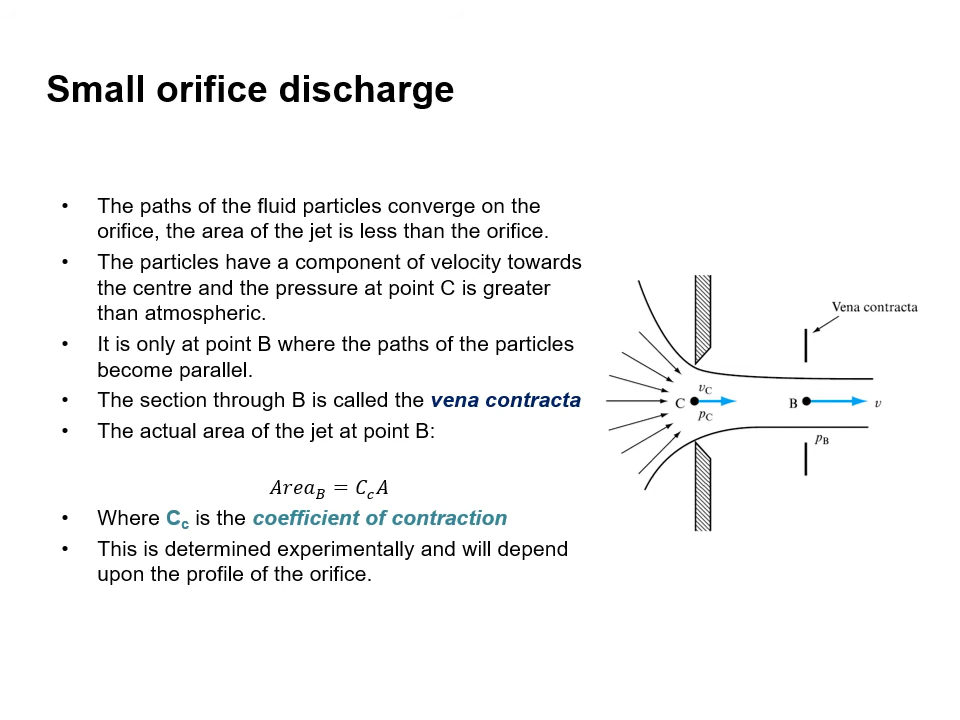 Small orifice discharge
• The paths of the fluid particles converge on the
orifice, the area of the jet is less than the orifice.
• The particles have a component of velocity towards
the centre and the pressure at point C is greater
than atmospheric.
• It is only at point B where the paths of the particles
become parallel.
• The section through B is called the vena contracta
• The actual area of the jet at point B:
Area_B = C_c A
• Where C_c is the coefficient of contraction
• This is determined experimentally and will depend
upon the profile of the orifice.
Vena contracta
v_C
C
p_C
B
v
p_B